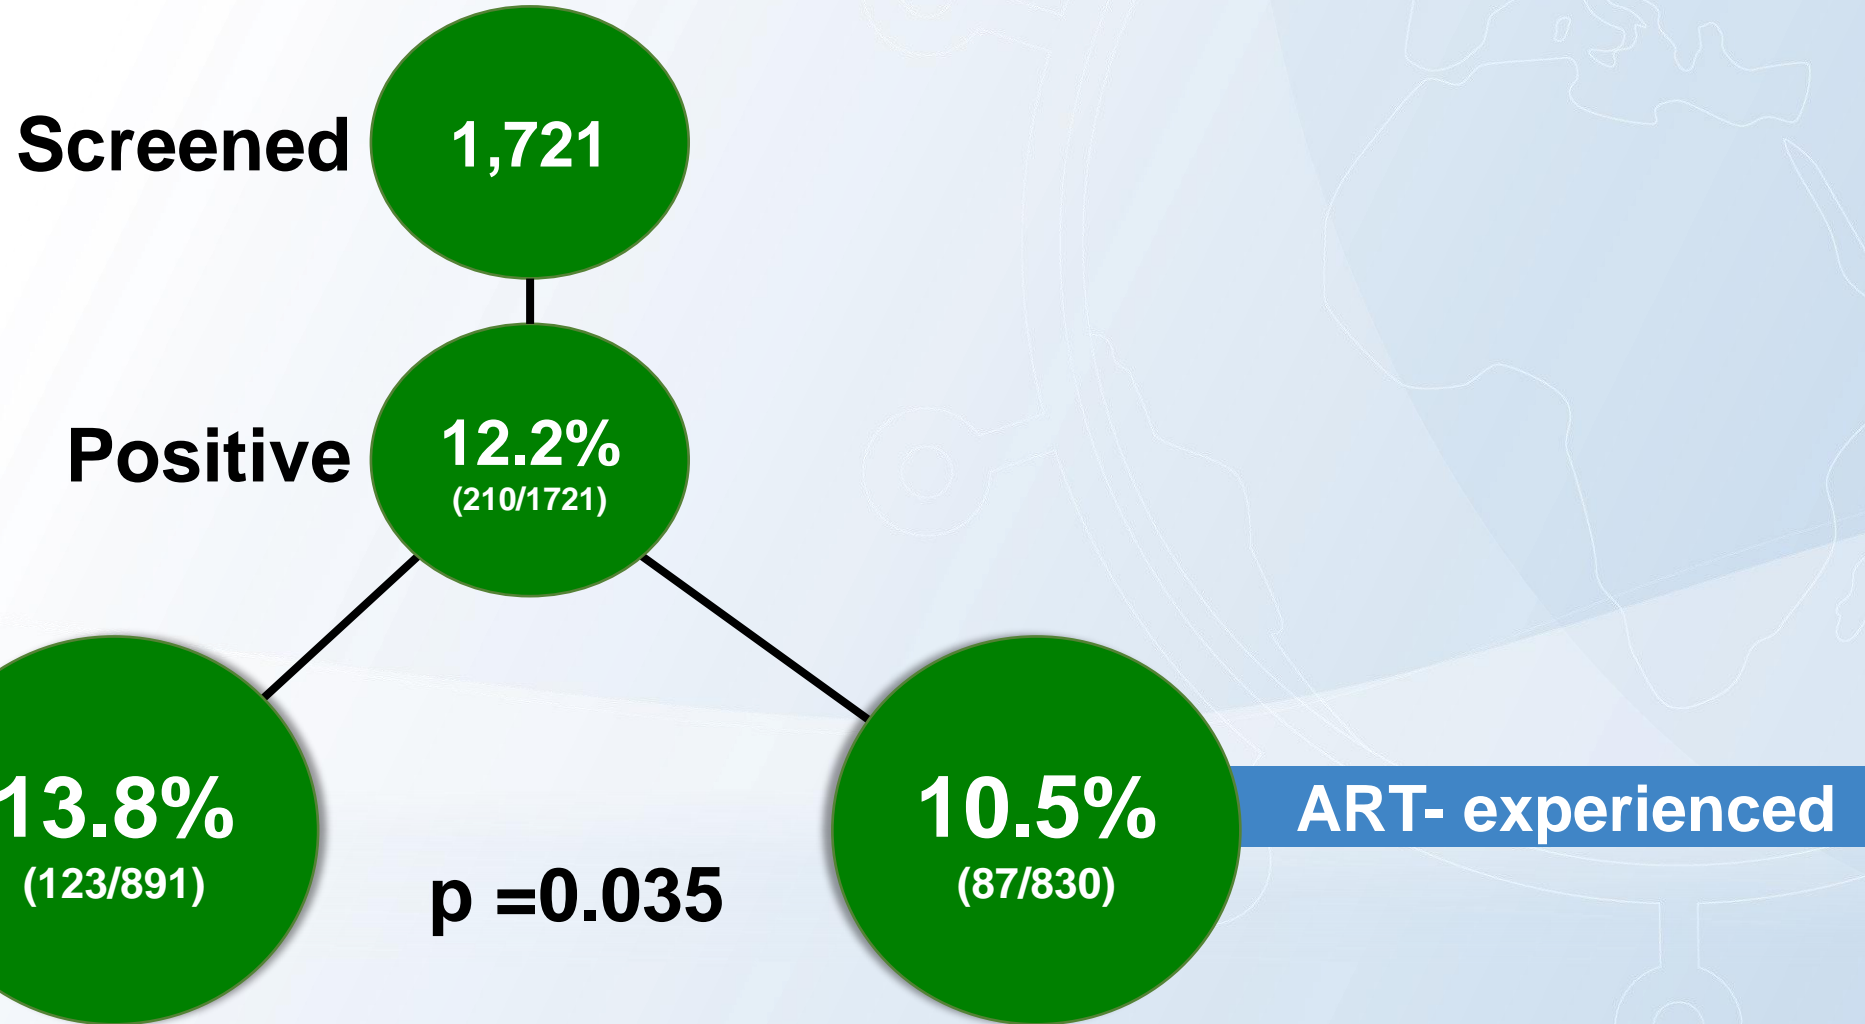 Screened
1,721
Positive
12.2%
(210/1721)
13.8%
(123/891)
p =0.035
10.5%
(87/830)
ART- experienced